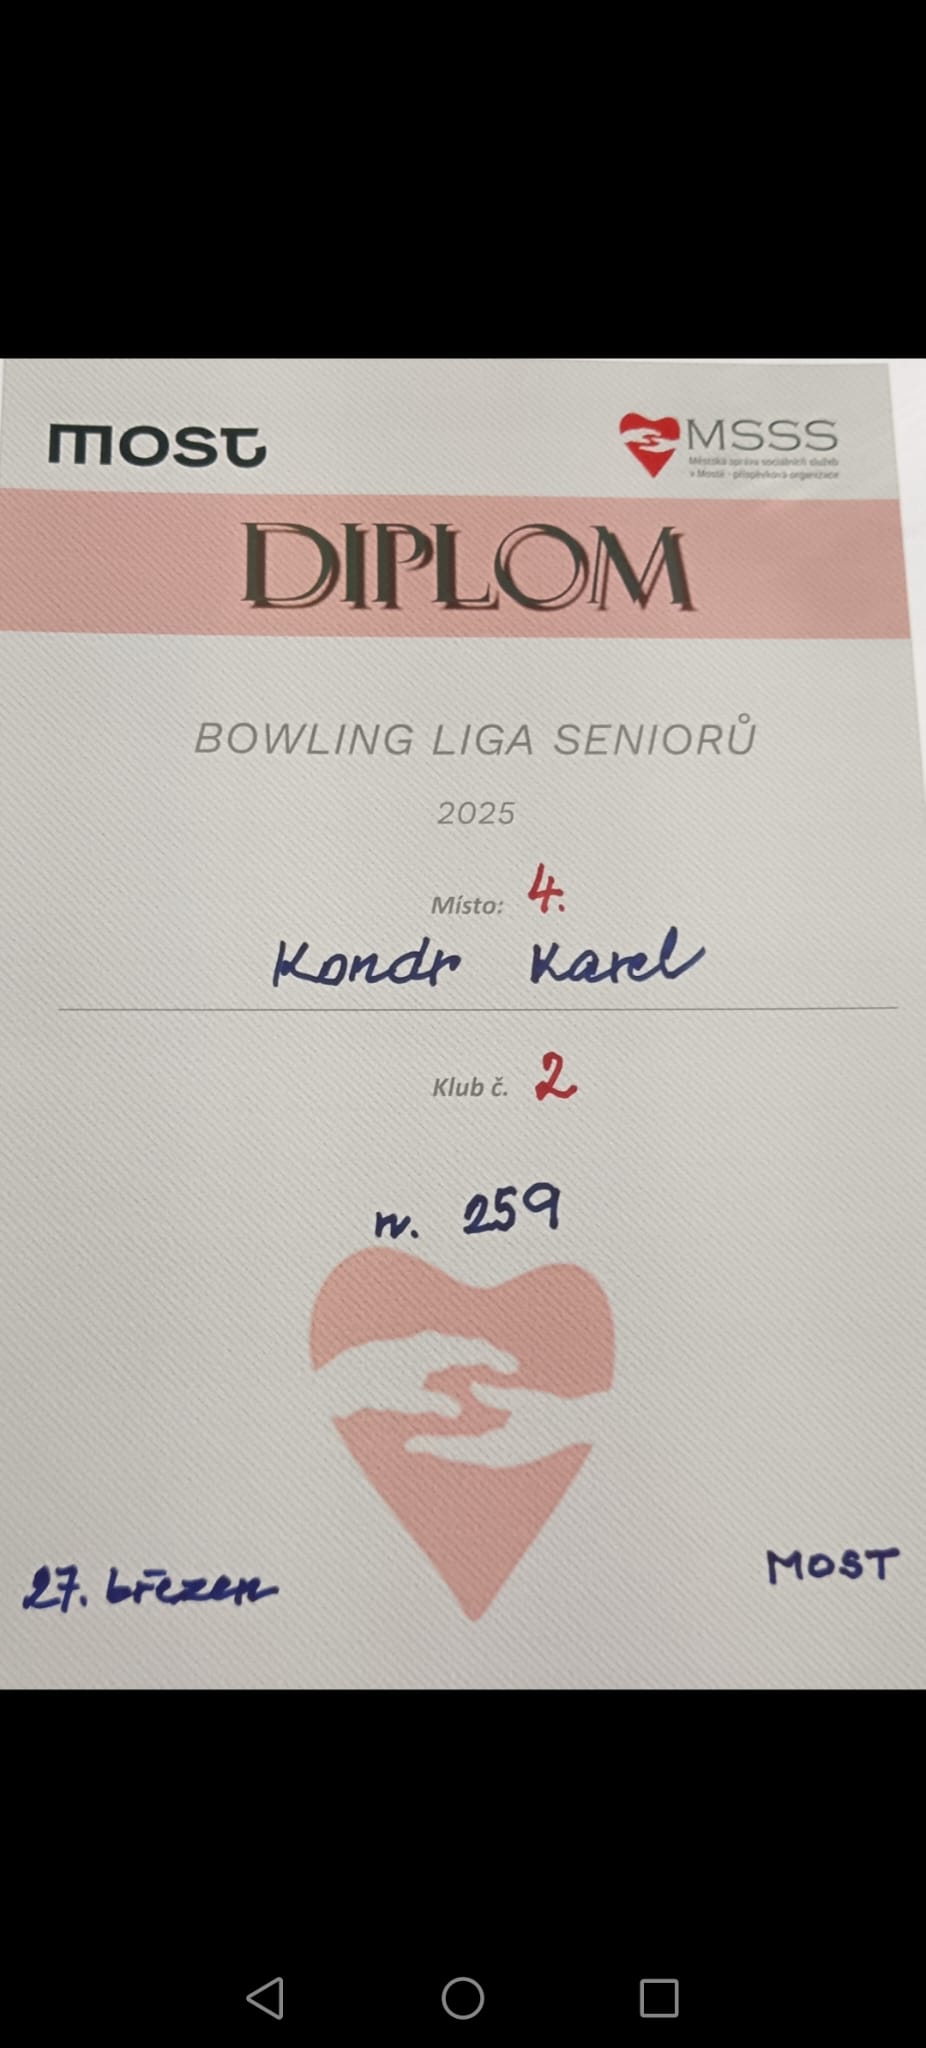 most
MSSS
Městská správa sociálních služeb
v Mostě - příspěvková organizace
DIPLOM
BOWLING LIGA SENIORŮ
2025
Místo: 4.
Kondr Karel
Klub č. 2
n. 259
27. březen
MOST